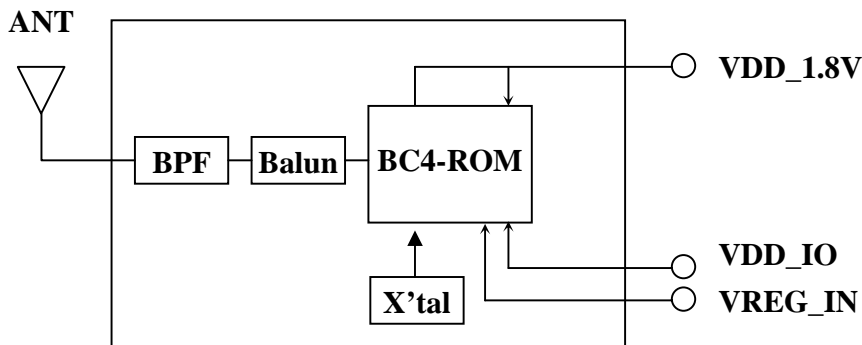 ANT
VDD_1.8V
BPF
Balun
BC4-ROM
VDD_IO
X’tal
VREG_IN